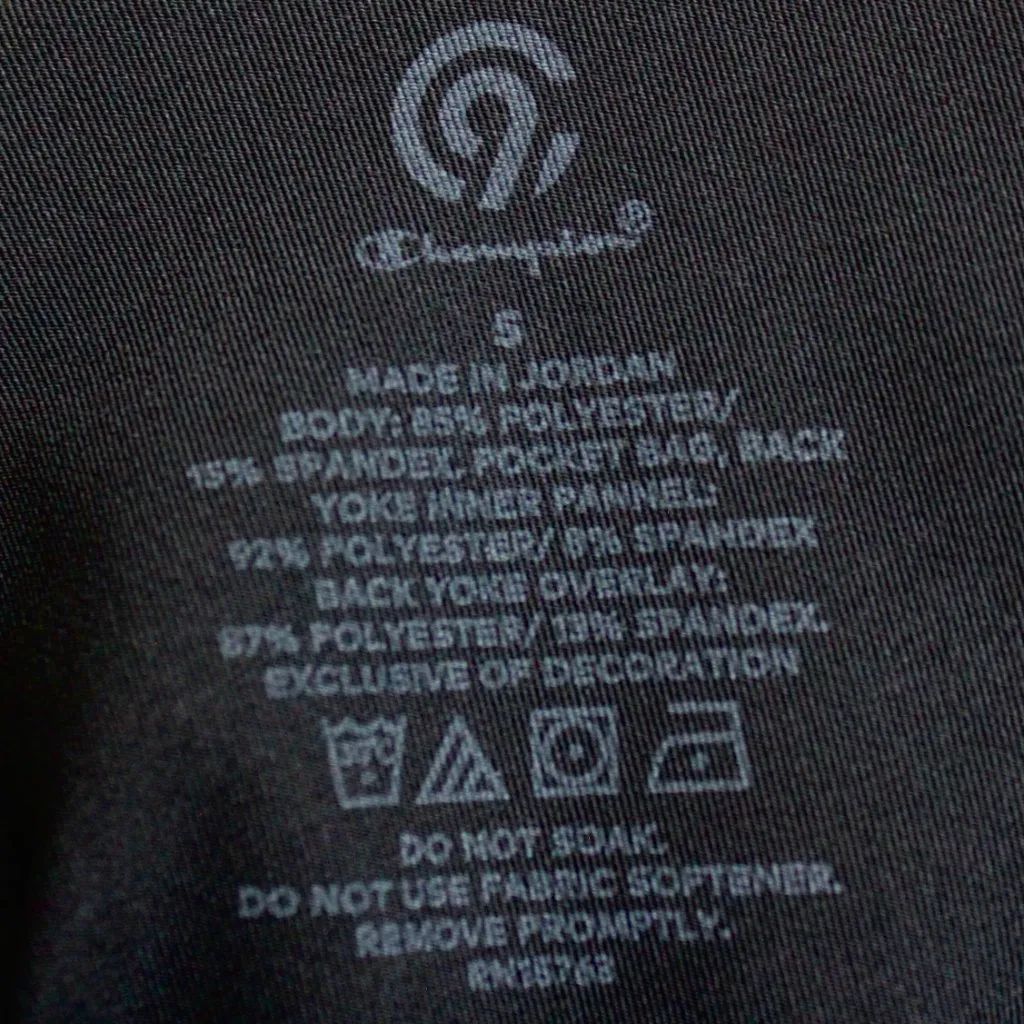 C9
Champion®
S
MADE IN JORDAN
BODY: 85% POLYESTER/
15% SPANDEX. POCKET BAG, BACK
YOKE INNER PANNEL:
92% POLYESTER/ 8% SPANDEX
BACK YOKE OVERLAY:
87% POLYESTER/ 13% SPANDEX.
EXCLUSIVE OF DECORATION
30°C
DO NOT SOAK.
DO NOT USE FABRIC SOFTENER.
REMOVE PROMPTLY.
RN15763